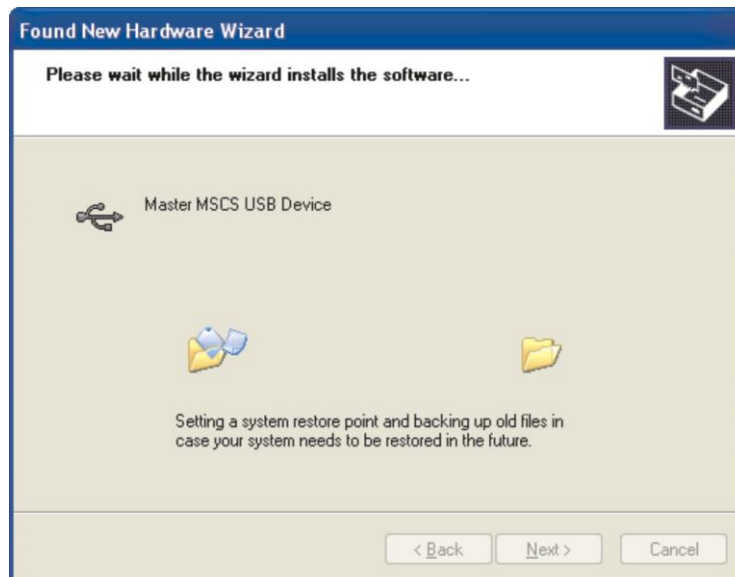 Found New Hardware Wizard
Please wait while the wizard installs the software...
Master MSCS USB Device
Setting a system restore point and backing up old files in
case your system needs to be restored in the future.
< Back
Next >
Cancel